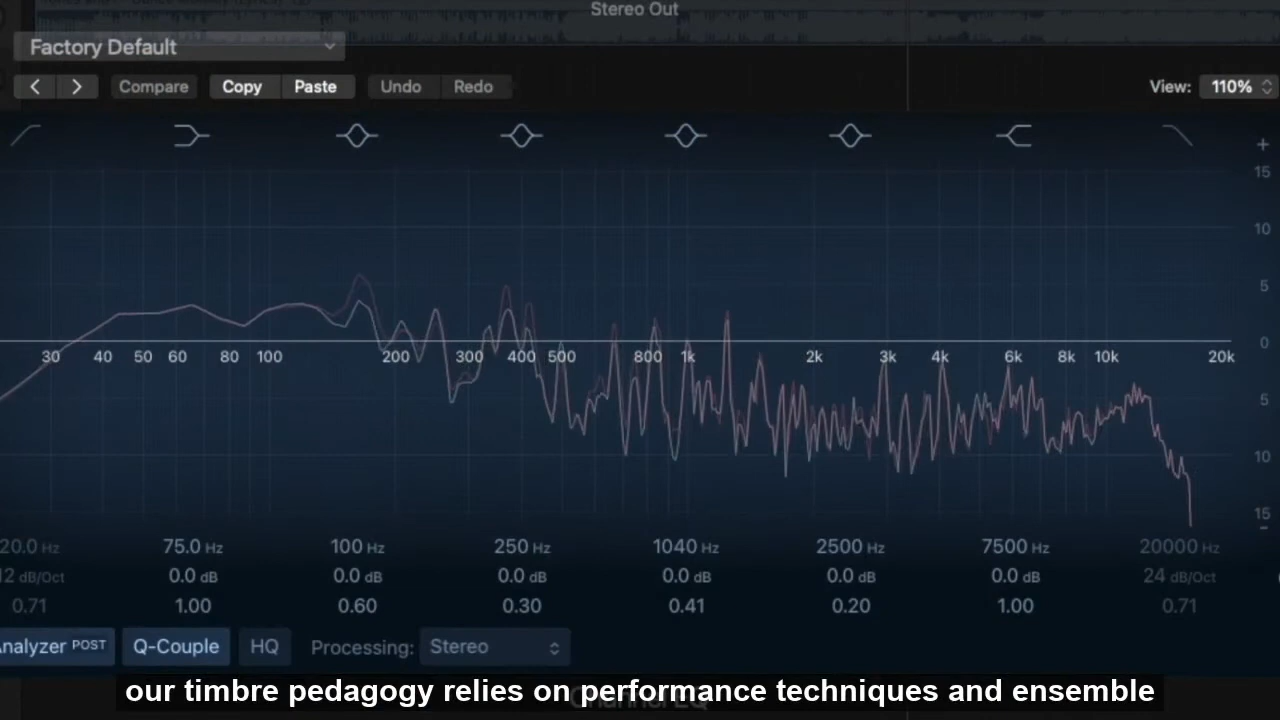 Stereo Out
Factory Default
Compare Copy Paste Undo Redo View: 110%
+
15
10
5
0
30 40 50 60 80 100 200 300 400 500 800 1k 2k 3k 4k 6k 8k 10k 20k
5
10
15
-
20.0 Hz 75.0 Hz 100 Hz 250 Hz 1040 Hz 2500 Hz 7500 Hz 20000 Hz
12 dB/Oct 0.0 dB 0.0 dB 0.0 dB 0.0 dB 0.0 dB 0.0 dB 24 dB/Oct
0.71 1.00 0.60 0.30 0.41 0.20 1.00 0.71
Analyzer POST Q-Couple HQ Processing: Stereo
our timbre pedagogy relies on performance techniques and ensemble
Channel EQ